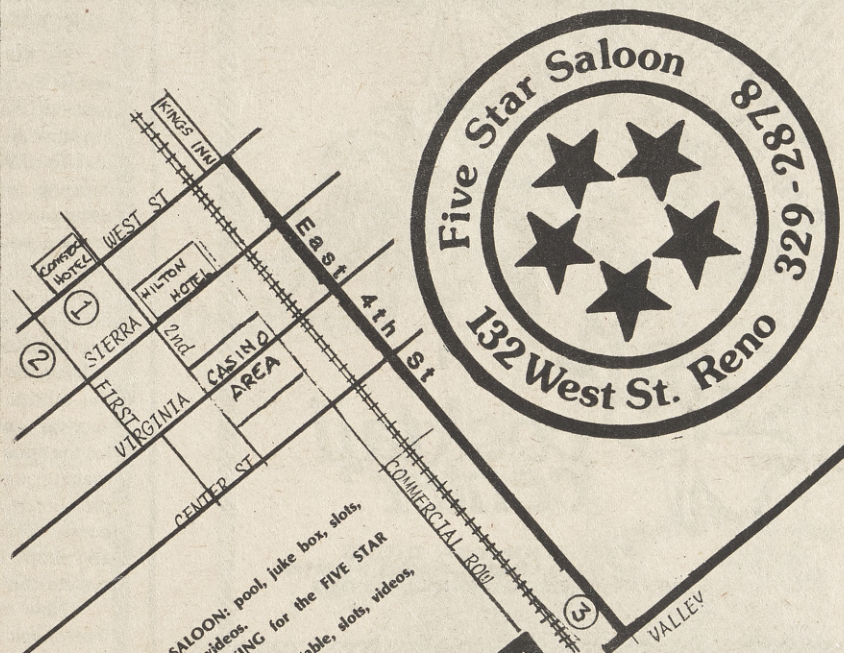 Five Star Saloon
329-2878
132 West St. Reno
KINGS INN
WEST ST
COMSTOCK
HOTEL
1
2
HILTON
HOTEL
SIERRA
2nd
CASINO
AREA
FIRST
VIRGINIA
CENTER ST
East 4th St
COMMERCIAL ROW
3
VALLEY
SALOON: pool, juke box, slots,
videos.
for the FIVE STAR
slots, videos,